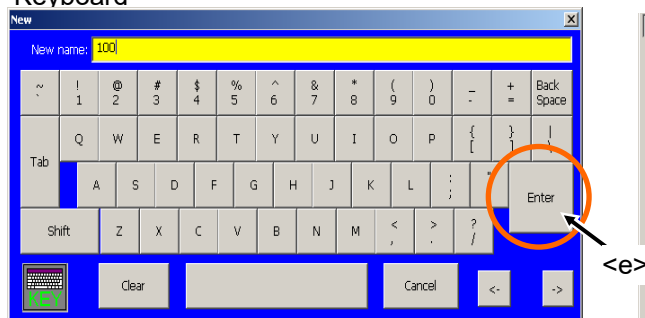 Keyboard
New x
New name: 100
~ ! @ # $ % ^ & * ( ) _ + Back
` 1 2 3 4 5 6 7 8 9 0 - = Space
Tab Q W E R T Y U I O P { } |
[ ] \
A S D F G H J K L : " Enter
;
Shift Z X C V B N M < > ?
, . /
KEY Clear Cancel <- ->
<e>